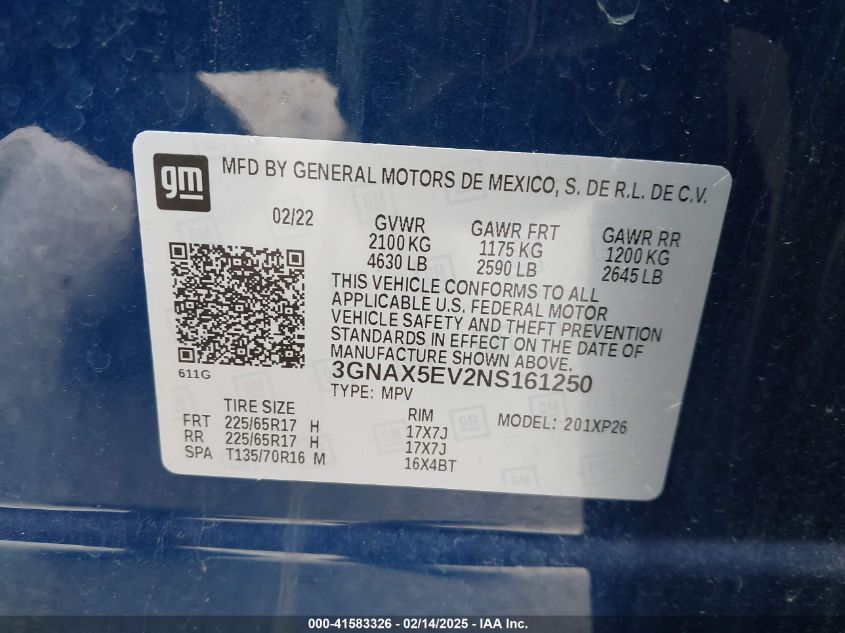 gm
MFD BY GENERAL MOTORS DE MEXICO, S. DE R.L. DE C.V.
02/22
GVWR
2100 KG
4630 LB
GAWR FRT
1175 KG
2590 LB
GAWR RR
1200 KG
2645 LB
THIS VEHICLE CONFORMS TO ALL
APPLICABLE U.S. FEDERAL MOTOR
VEHICLE SAFETY AND THEFT PREVENTION
STANDARDS IN EFFECT ON THE DATE OF
MANUFACTURE SHOWN ABOVE.
611G
3GNAX5EV2NS161250
TYPE: MPV
TIRE SIZE
RIM
MODEL: 201XP26
FRT 225/65R17 H 17X7J
RR 225/65R17 H 17X7J
SPA T135/70R16 M 16X4BT
000-41583326 - 02/14/2025 - IAA Inc.